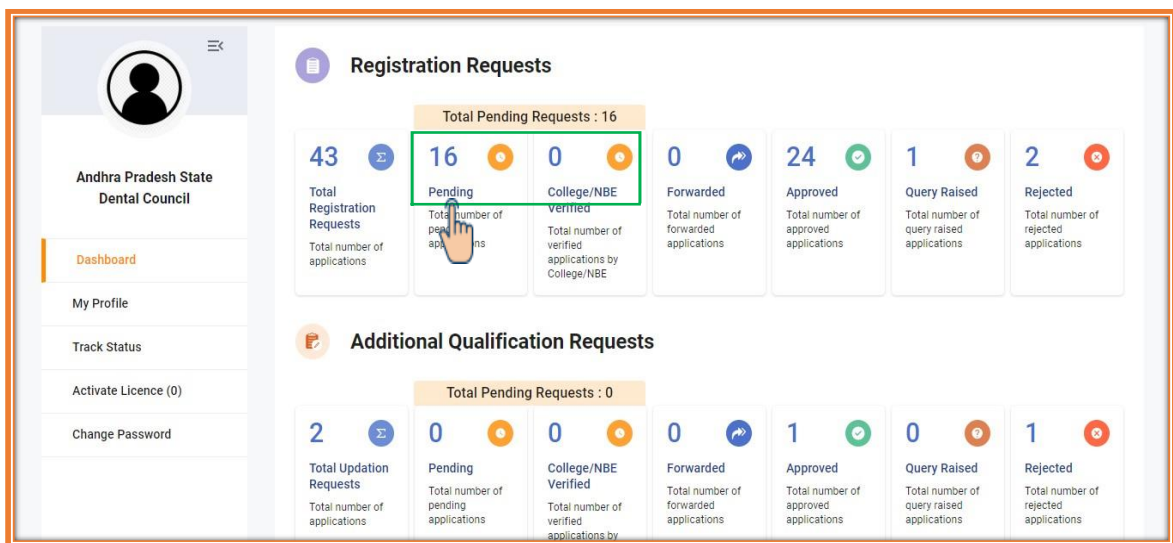 Andhra Pradesh State
Dental Council
Dashboard
My Profile
Track Status
Activate Licence (0)
Change Password
Registration Requests
Total Pending Requests : 16
43
Total
Registration
Requests
Total number of
applications
16
Pending
Total number of
applications
0
College/NBE
Verified
Total number of
verified
applications by
College/NBE
0
Forwarded
Total number of
forwarded
applications
24
Approved
Total number of
approved
applications
1
Query Raised
Total number of
query raised
applications
2
Rejected
Total number of
rejected
applications
Additional Qualification Requests
Total Pending Requests : 0
2
Total Updation
Requests
Total number of
applications
0
Pending
Total number of
pending
applications
0
College/NBE
Verified
Total number of
verified
applications by
0
Forwarded
Total number of
forwarded
applications
1
Approved
Total number of
approved
applications
0
Query Raised
Total number of
query raised
applications
1
Rejected
Total number of
rejected
applications